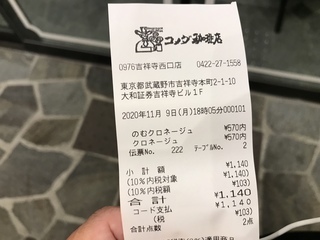 コメダ珈琲店
0976吉祥寺西口店 0422-27-1558
東京都武蔵野市吉祥寺本町2-1-10
大和証券吉祥寺ビル1F
2020年11月 9日(月)18時05分000101
のむクロネージュ ¥570内
クロネージュ ¥570内
伝票No. 222 テーブルNo. 2
小 計 額 ¥1,140
(10%内税対象 ¥1,140)
(10%内税額 ¥103)
合 計 ¥1,140
コード支払 ¥1,140
(税 ¥103)
合計点数 2点